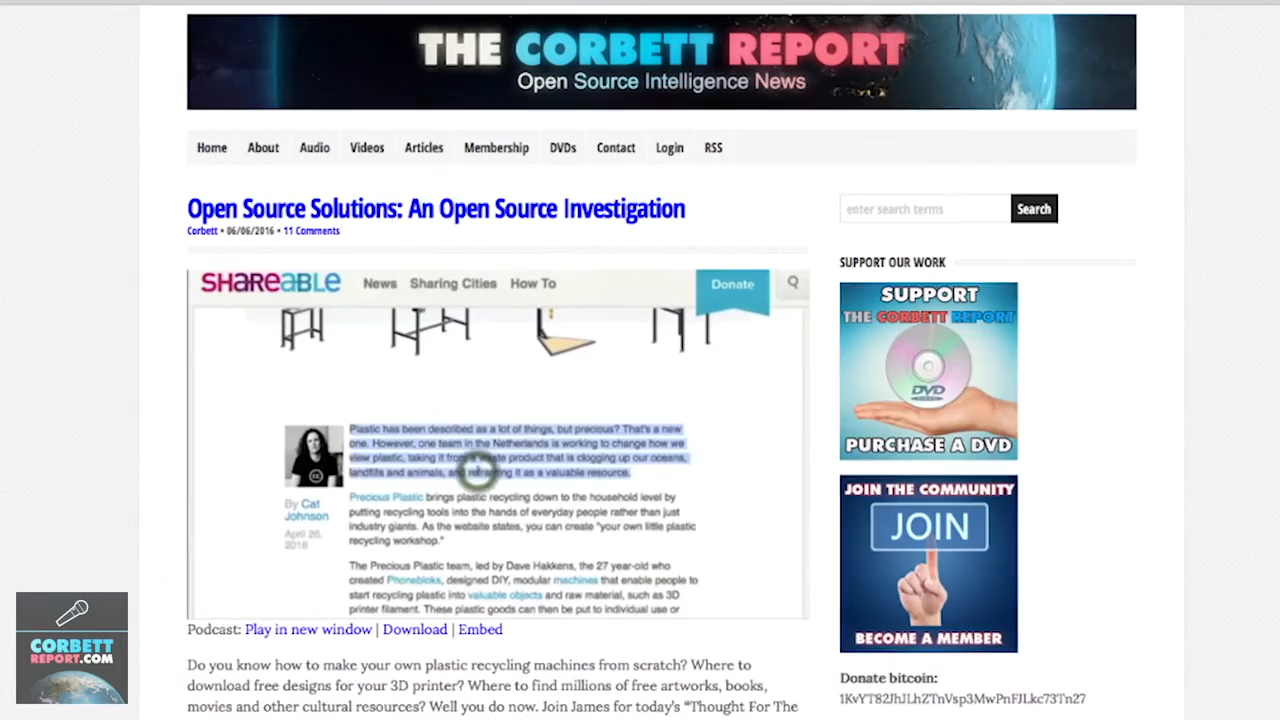 THE CORBETT REPORT
Open Source Intelligence News
Home About Audio Videos Articles Membership DVDs Contact Login RSS
Open Source Solutions: An Open Source Investigation
Corbett • 06/06/2016 • 11 Comments
SHAREABLE News Sharing Cities How To Donate
Plastic has been described as a lot of things, but precious? That's a new
one. However, one team in the Netherlands is working to change how we
view plastic, taking it from a waste product that is clogging up our oceans,
landfills and animals, and reframing it as a valuable resource.
By Cat
Johnson
April 26,
2016
Precious Plastic brings plastic recycling down to the household level by
putting recycling tools into the hands of everyday people rather than just
industry giants. As the website states, you can create "your own little plastic
recycling workshop."
The Precious Plastic team, led by Dave Hakkens, the 27 year-old who
created Phonebloks, designed DIY, modular machines that enable people to
start recycling plastic into valuable objects and raw material, such as 3D
printer filament. These plastic goods can then be put to individual use or
Podcast: Play in new window | Download | Embed
Do you know how to make your own plastic recycling machines from scratch? Where to
download free designs for your 3D printer? Where to find millions of free artworks, books,
movies and other cultural resources? Well you do now. Join James for today's “Thought For The
enter search terms Search
SUPPORT OUR WORK
SUPPORT
THE CORBETT REPORT
DVD
PURCHASE A DVD
JOIN THE COMMUNITY
JOIN
BECOME A MEMBER
Donate bitcoin:
1KvYT82JhJLhZTnVsp3MwPnFJLkc73Tn27
CORBETT
REPORT.COM